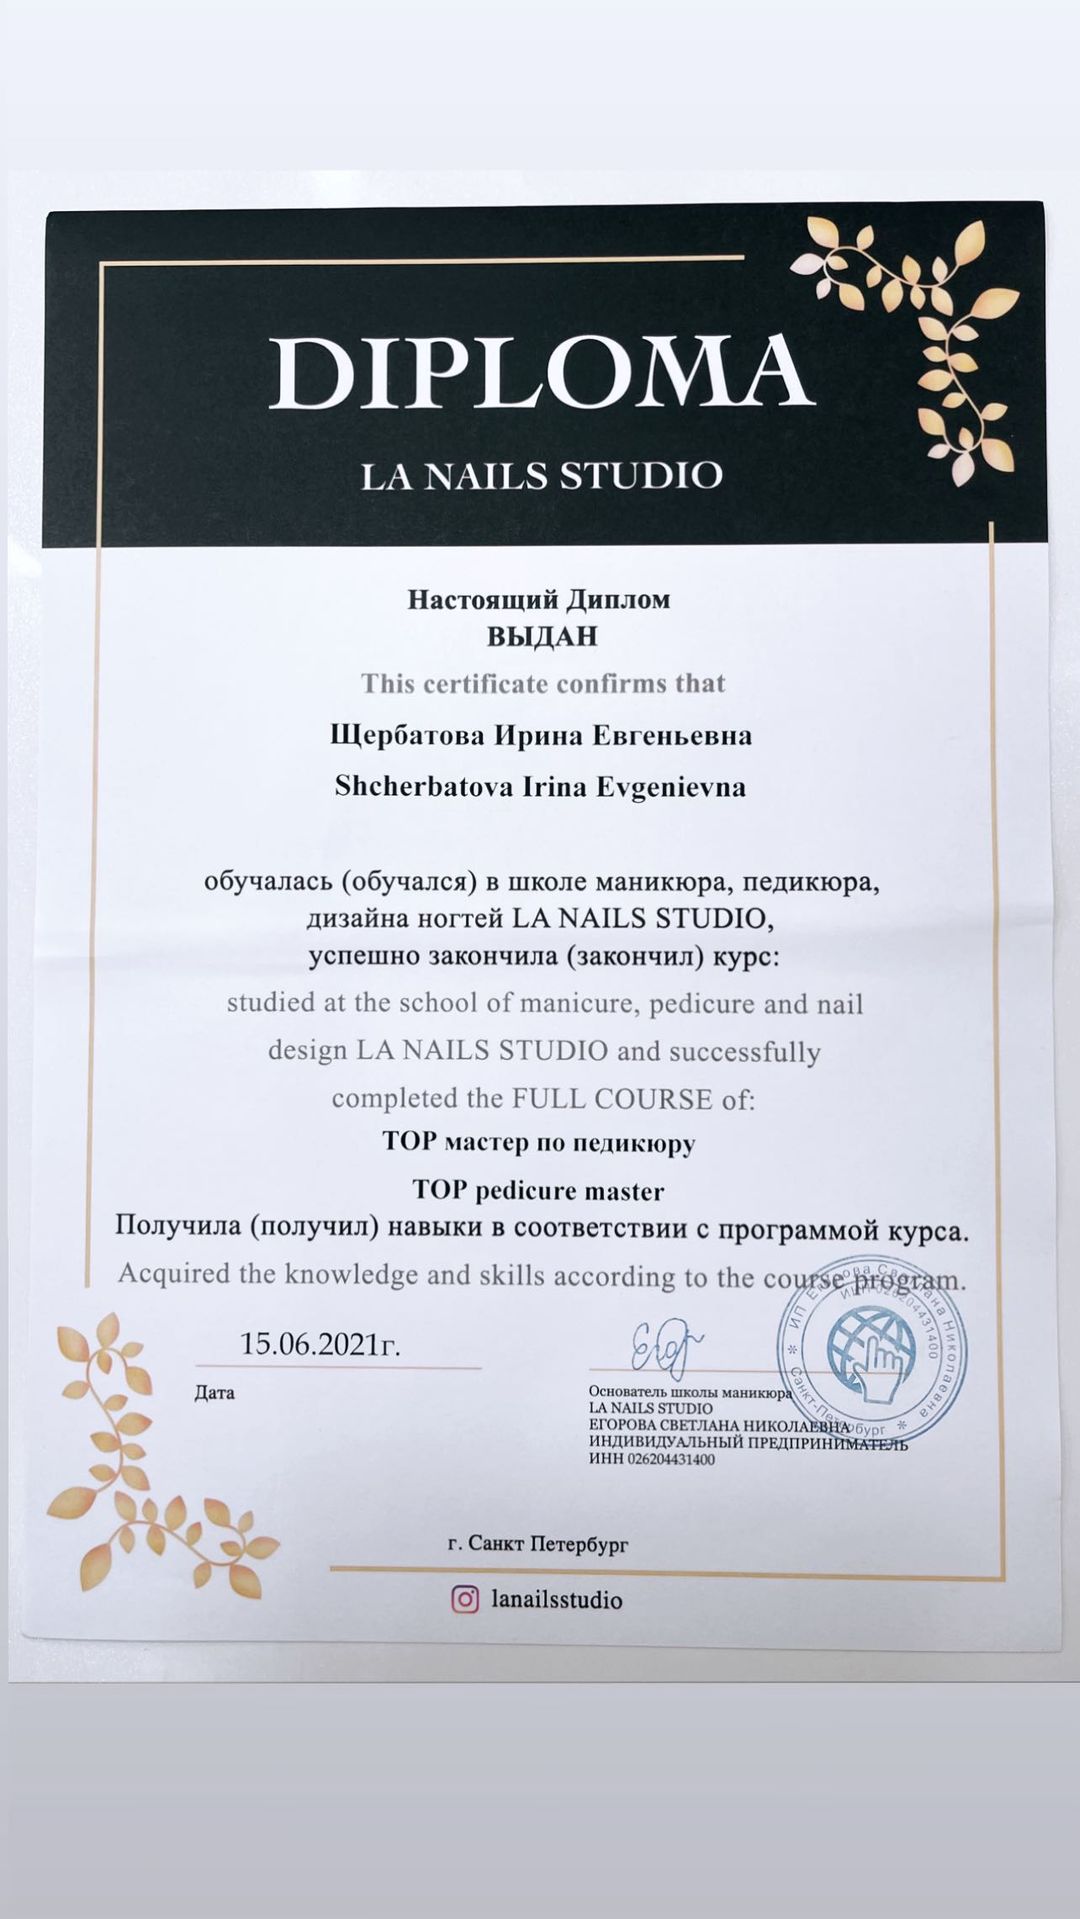 DIPLOMA
LA NAILS STUDIO
Настоящий Диплом
ВЫДАН
This certificate confirms that
Щербатова Ирина Евгеньевна
Shcherbatova Irina Evgenievna
обучалась (обучался) в школе маникюра, педикюра,
дизайна ногтей LA NAILS STUDIO,
успешно закончила (закончил) курс:
studied at the school of manicure, pedicure and nail
design LA NAILS STUDIO and successfully
completed the FULL COURSE of:
TOP мастер по педикюру
TOP pedicure master
Получила (получил) навыки в соответствии с программой курса.
Acquired the knowledge and skills according to the course program.
15.06.2021г.
Дата
Основатель школы маникюра
LA NAILS STUDIO
ЕГОРОВА СВЕТЛАНА НИКОЛАЕВНА
ИНДИВИДУАЛЬНЫЙ ПРЕДПРИНИМАТЕЛЬ
ИНН 026204431400
* ИП Егорова Светлана Николаевна *
Санкт-Петербург
ИНН 026204431400
г. Санкт Петербург
lanailsstudio